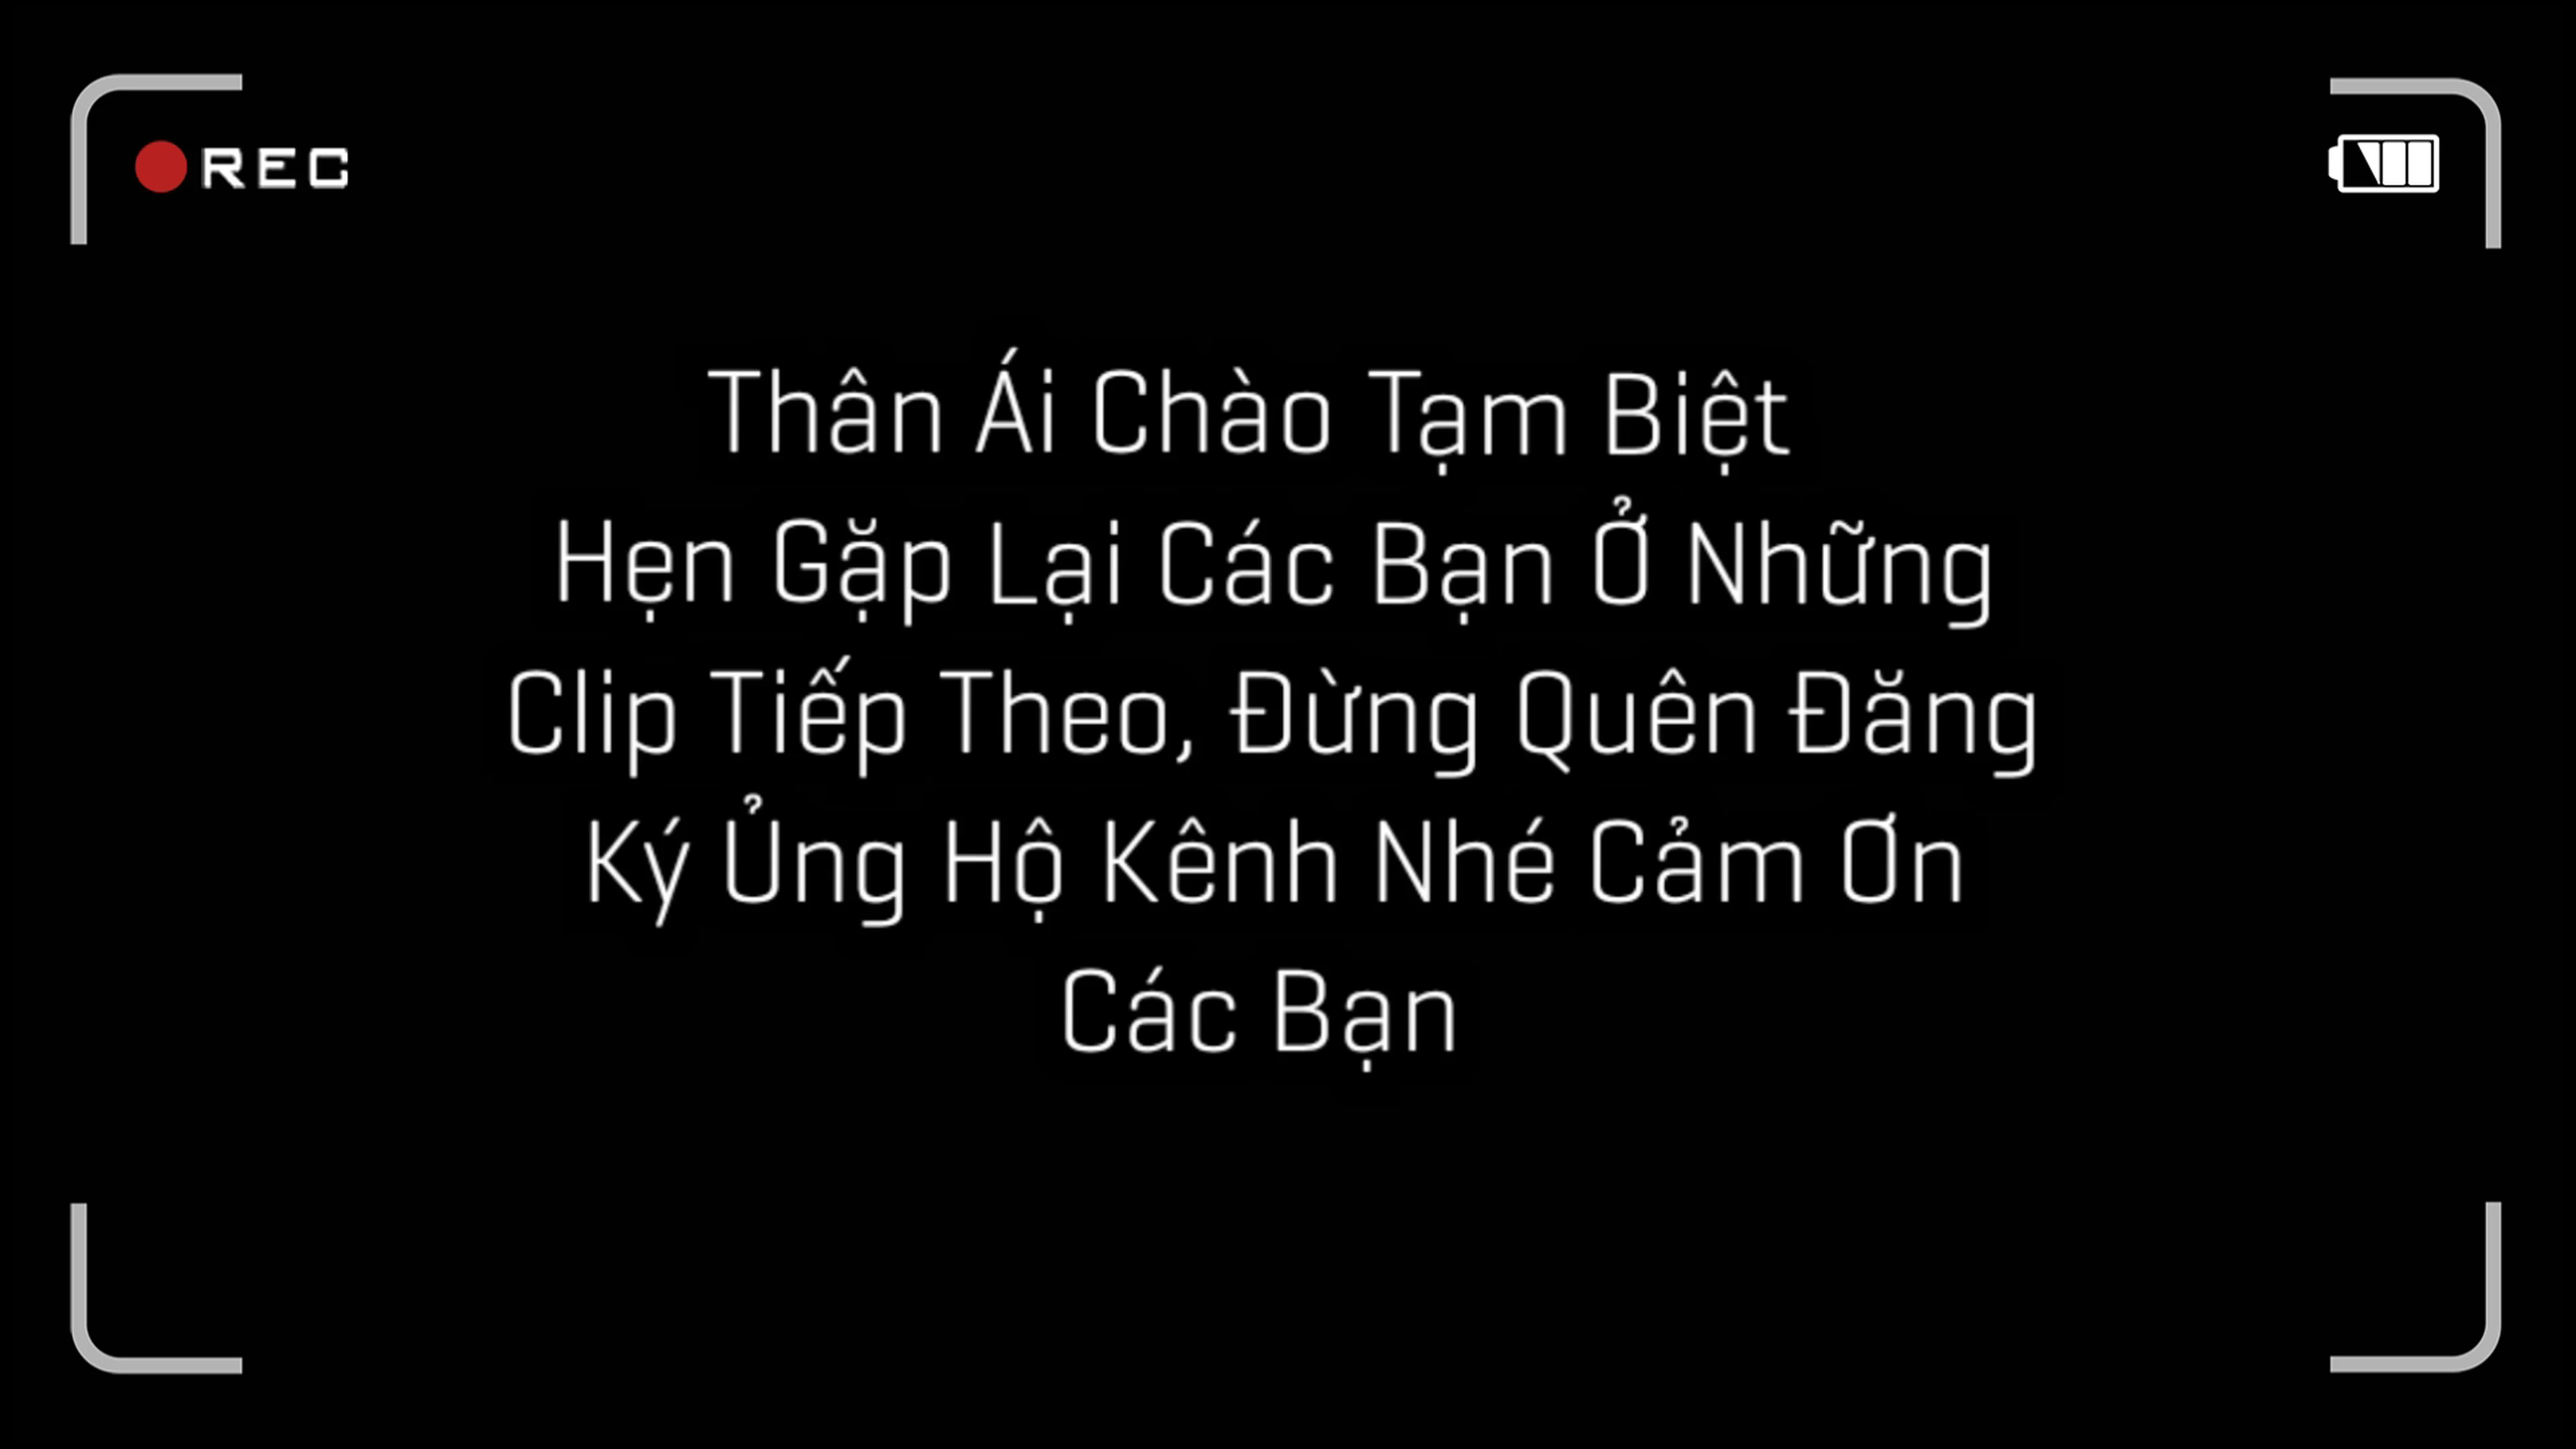 REC
Thân Ái Chào Tạm Biệt
Hẹn Gặp Lại Các Bạn Ở Những
Clip Tiếp Theo, Đừng Quên Đăng
Ký Ủng Hộ Kênh Nhé Cảm Ơn
Các Bạn